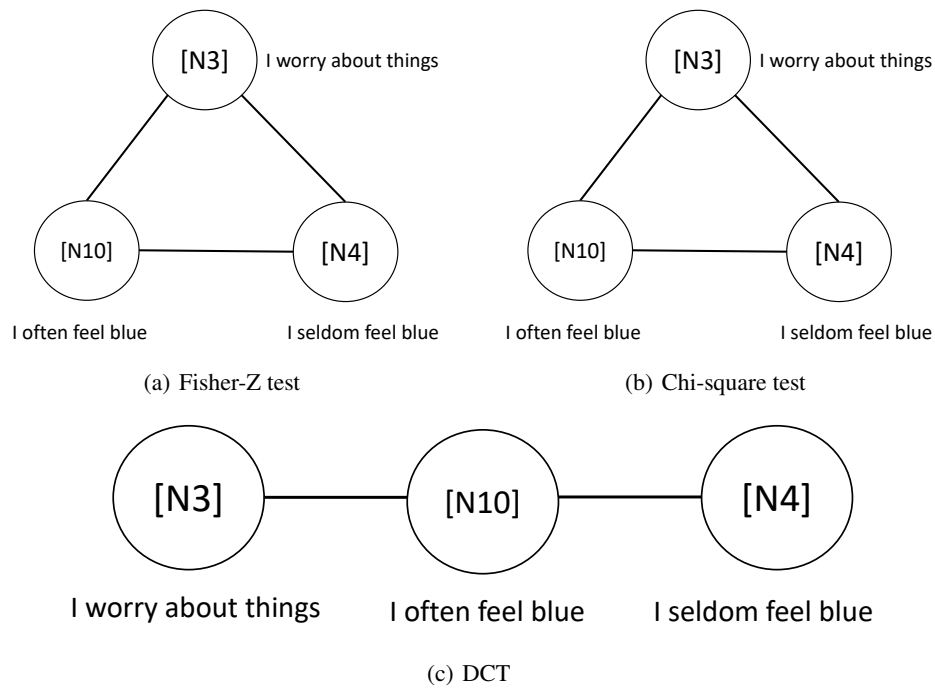 [N3]
I worry about things
[N10]
[N4]
I often feel blue
I seldom feel blue
(a) Fisher-Z test
[N3]
I worry about things
[N10]
[N4]
I often feel blue
I seldom feel blue
(b) Chi-square test
[N3]
[N10]
[N4]
I worry about things
I often feel blue
I seldom feel blue
(c) DCT